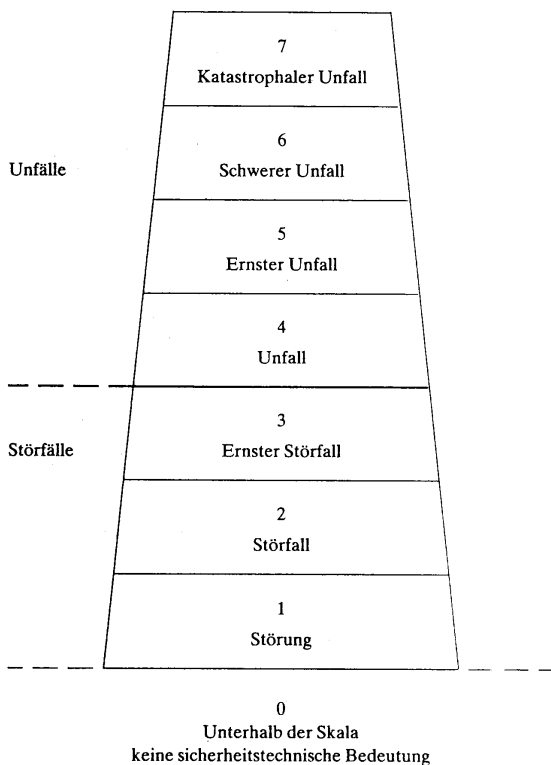 7
Katastrophaler Unfall
6
Schwerer Unfall
Unfälle
5
Ernster Unfall
4
Unfall
3
Ernster Störfall
Störfälle
2
Störfall
1
Störung
0
Unterhalb der Skala
keine sicherheitstechnische Bedeutung